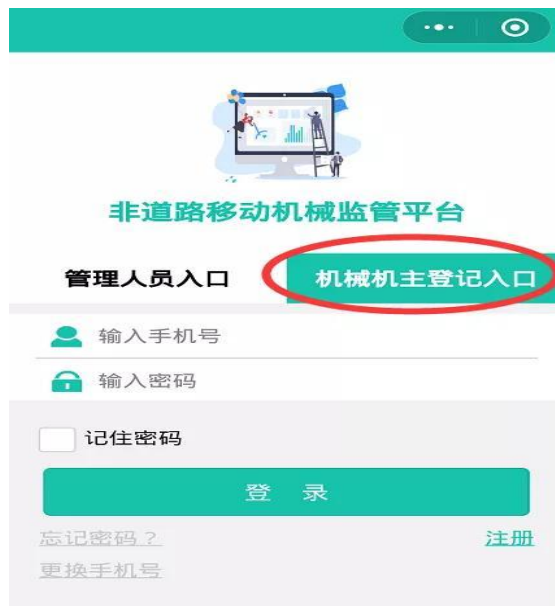 非道路移动机械监管平台
管理人员入口 机械机主登记入口
输入手机号
输入密码
记住密码
登 录
忘记密码？ 注册
更换手机号